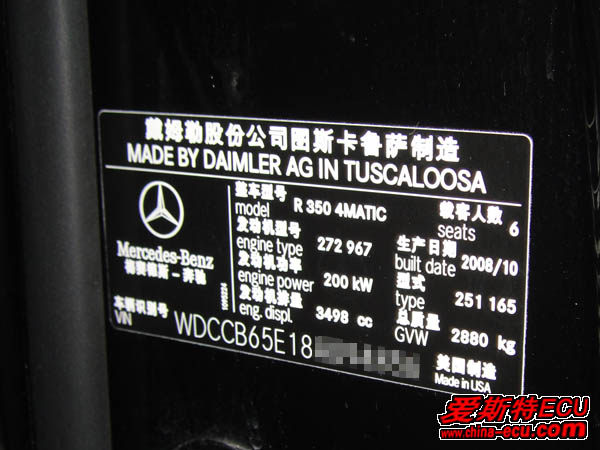 戴姆勒股份公司图斯卡鲁萨制造
MADE BY DAIMLER AG IN TUSCALOOSA
整车型号
model R 350 4MATIC
载客人数
seats 6
发动机型号
engine type 272 967
生产日期
built date 2008/10
发动机功率
engine power 200 kW
型式
type 251 165
发动机排量
eng. displ. 3498 cc
总质量
GVW 2880 kg
Mercedes-Benz
梅赛德斯-奔驰
车辆识别号
VIN WDCCB65E18
美国制造
Made in USA
爱斯特ECU
www.china-ecu.com